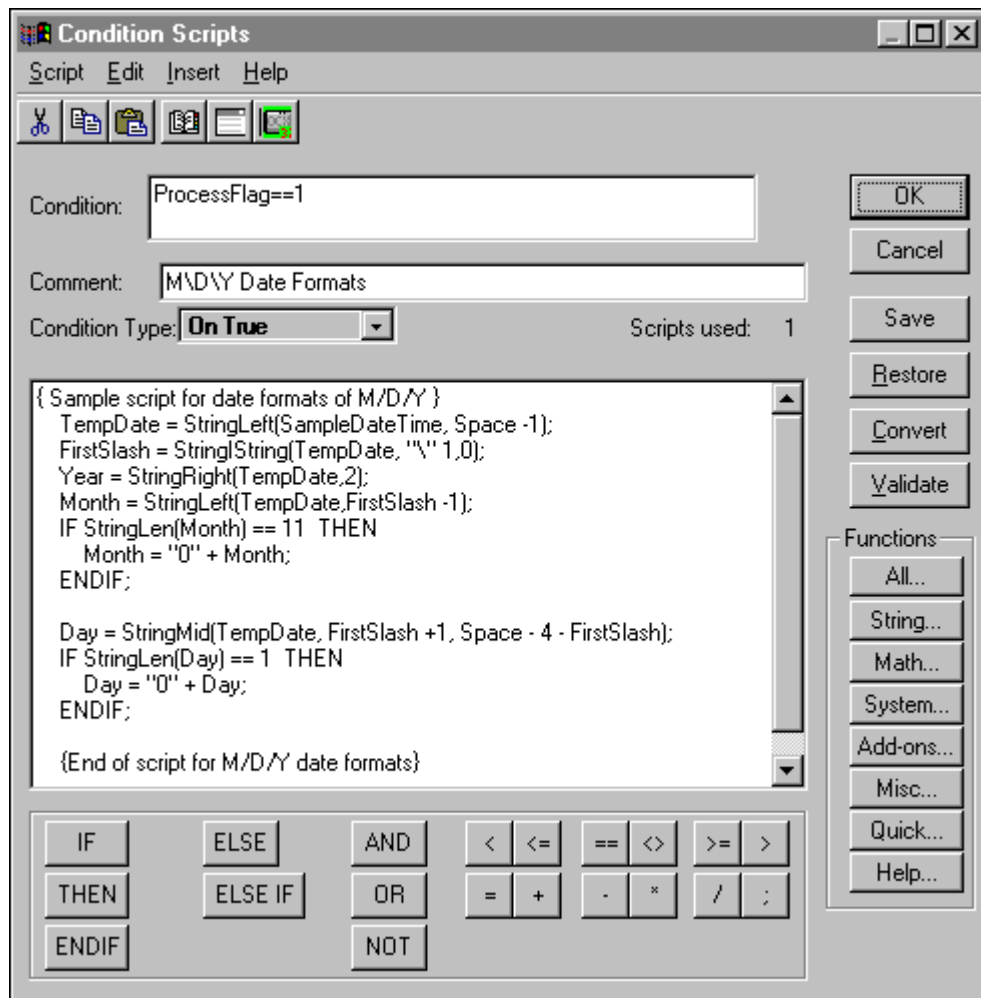 Condition Scripts
Script Edit Insert Help
Condition: ProcessFlag==1
OK
Cancel
Comment: M\D\Y Date Formats
Condition Type: On True
Scripts used: 1
Save
Restore
Convert
Validate
{ Sample script for date formats of M/D/Y }
TempDate = StringLeft(SampleDateTime, Space -1);
FirstSlash = StringIString(TempDate, "\" 1,0);
Year = StringRight(TempDate,2);
Month = StringLeft(TempDate,FirstSlash -1);
IF StringLen(Month) == 11 THEN
Month = "0" + Month;
ENDIF;
Day = StringMid(TempDate, FirstSlash +1, Space - 4 - FirstSlash);
IF StringLen(Day) == 1 THEN
Day = "0" + Day;
ENDIF;
{End of script for M/D/Y date formats}
Functions
All...
String...
Math...
System...
Add-ons...
Misc...
Quick...
Help...
IF ELSE AND < <= == <> >= >
THEN ELSE IF OR = + - * / ;
ENDIF NOT